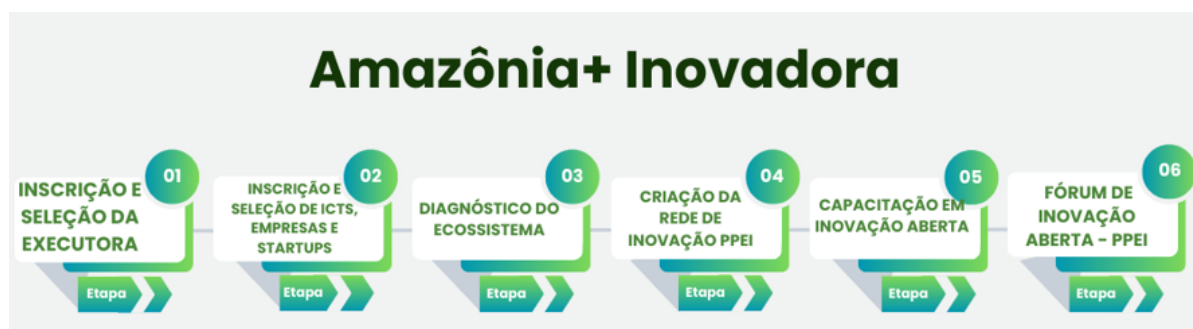 Amazônia+ Inovadora
01
INSCRIÇÃO E
SELEÇÃO DA
EXECUTORA
Etapa
02
INSCRIÇÃO E
SELEÇÃO DE ICTS,
EMPRESAS E
STARTUPS
Etapa
03
DIAGNÓSTICO DO
ECOSSISTEMA
Etapa
04
CRIAÇÃO DA
REDE DE
INOVAÇÃO PPEI
Etapa
05
CAPACITAÇÃO EM
INOVAÇÃO ABERTA
Etapa
06
FÓRUM DE
INOVAÇÃO
ABERTA - PPEI
Etapa